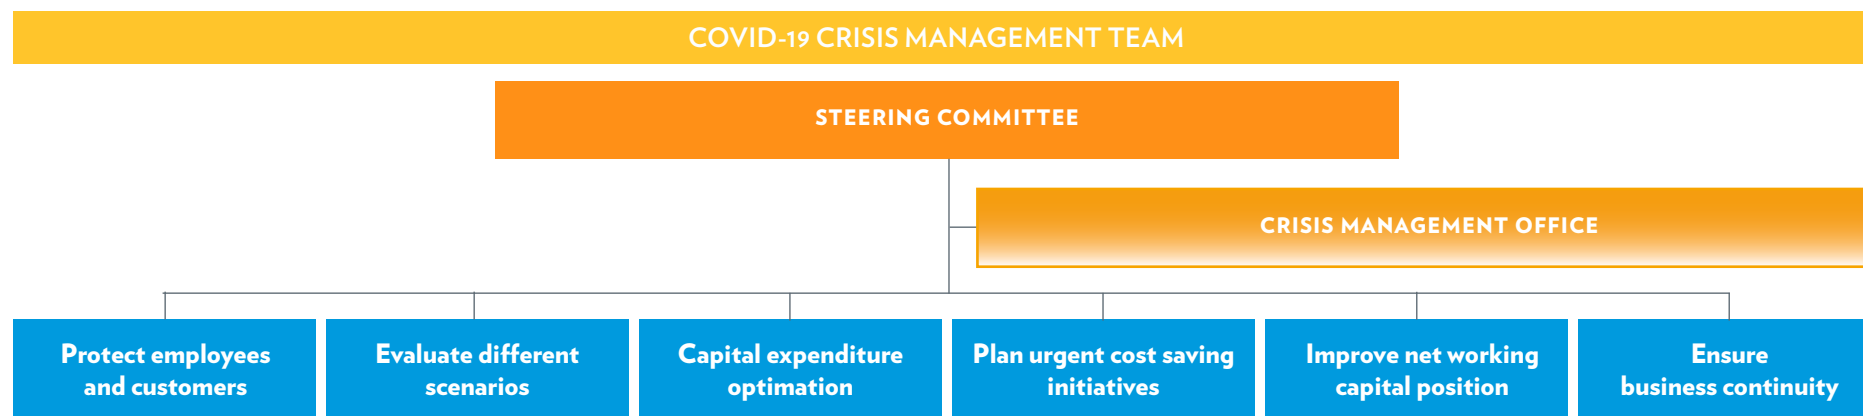 COVID-19 CRISIS MANAGEMENT TEAM
STEERING COMMITTEE
CRISIS MANAGEMENT OFFICE
Protect employees
and customers
Evaluate different
scenarios
Capital expenditure
optimation
Plan urgent cost saving
initiatives
Improve net working
capital position
Ensure
business continuity